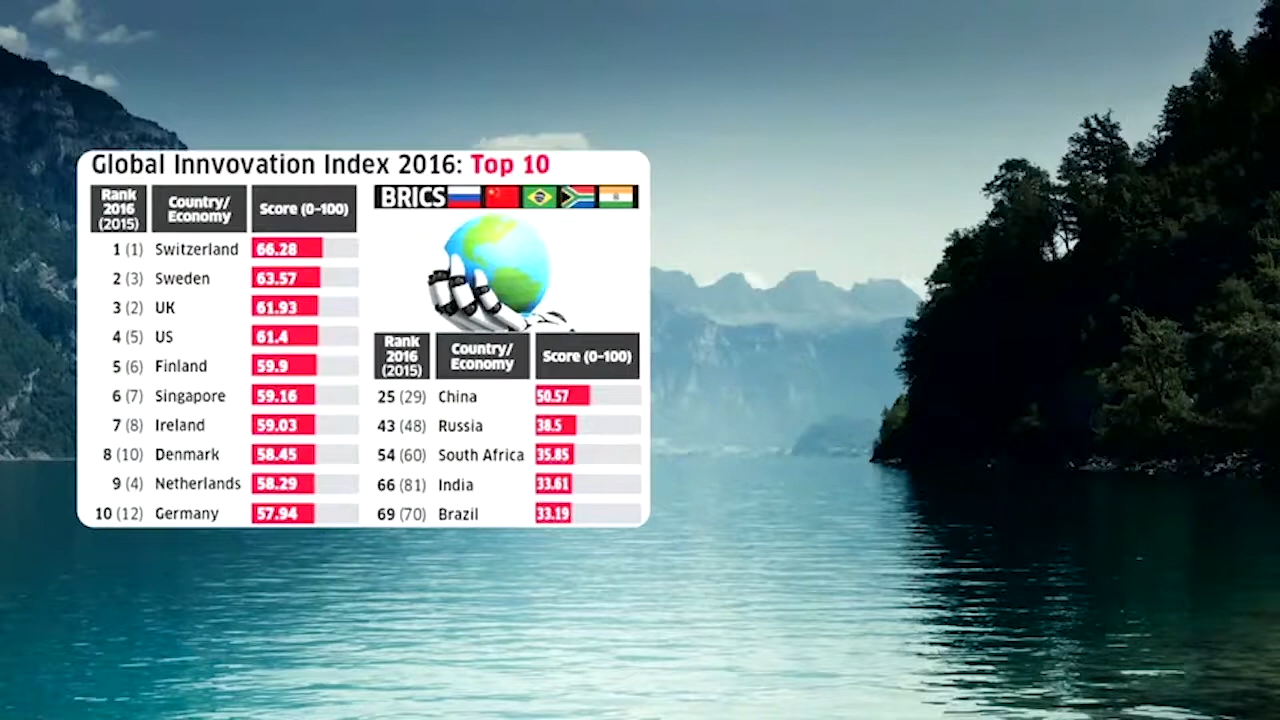 Global Innvovation Index 2016: Top 10
Rank 2016 (2015) Country/Economy Score (0-100)
1 (1) Switzerland 66.28
2 (3) Sweden 63.57
3 (2) UK 61.93
4 (5) US 61.4
5 (6) Finland 59.9
6 (7) Singapore 59.16
7 (8) Ireland 59.03
8 (10) Denmark 58.45
9 (4) Netherlands 58.29
10 (12) Germany 57.94
BRICS
Rank 2016 (2015) Country/Economy Score (0-100)
25 (29) China 50.57
43 (48) Russia 38.5
54 (60) South Africa 35.85
66 (81) India 33.61
69 (70) Brazil 33.19